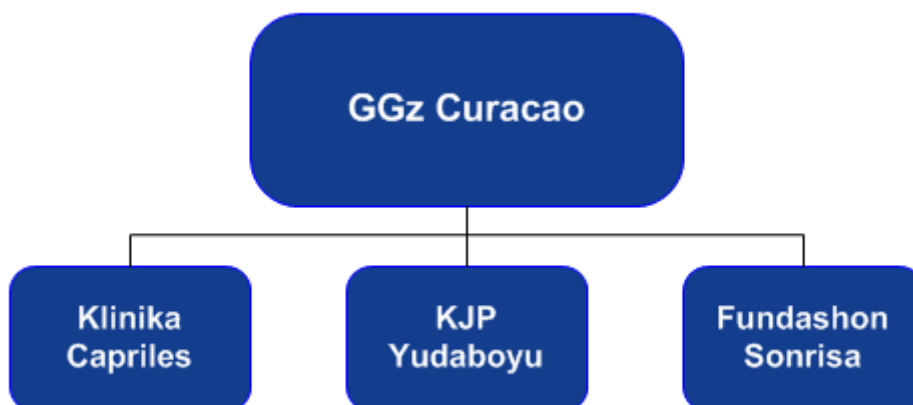 GGz Curacao
Klinika
Capriles
KJP
Yudaboyu
Fundashon
Sonrisa